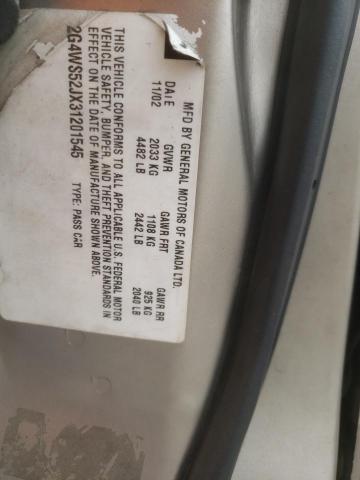 MFD BY GENERAL MOTORS OF CANADA LTD.
DATE GVWR GAWR FRT GAWR RR
11/02 2033 KG 1108 KG 925 KG
4482 LB 2442 LB 2040 LB
THIS VEHICLE CONFORMS TO ALL APPLICABLE U.S. FEDERAL MOTOR
VEHICLE SAFETY, BUMPER, AND THEFT PREVENTION STANDARDS IN
EFFECT ON THE DATE OF MANUFACTURE SHOWN ABOVE.
2G4WS52JX31201545 TYPE: PASS CAR